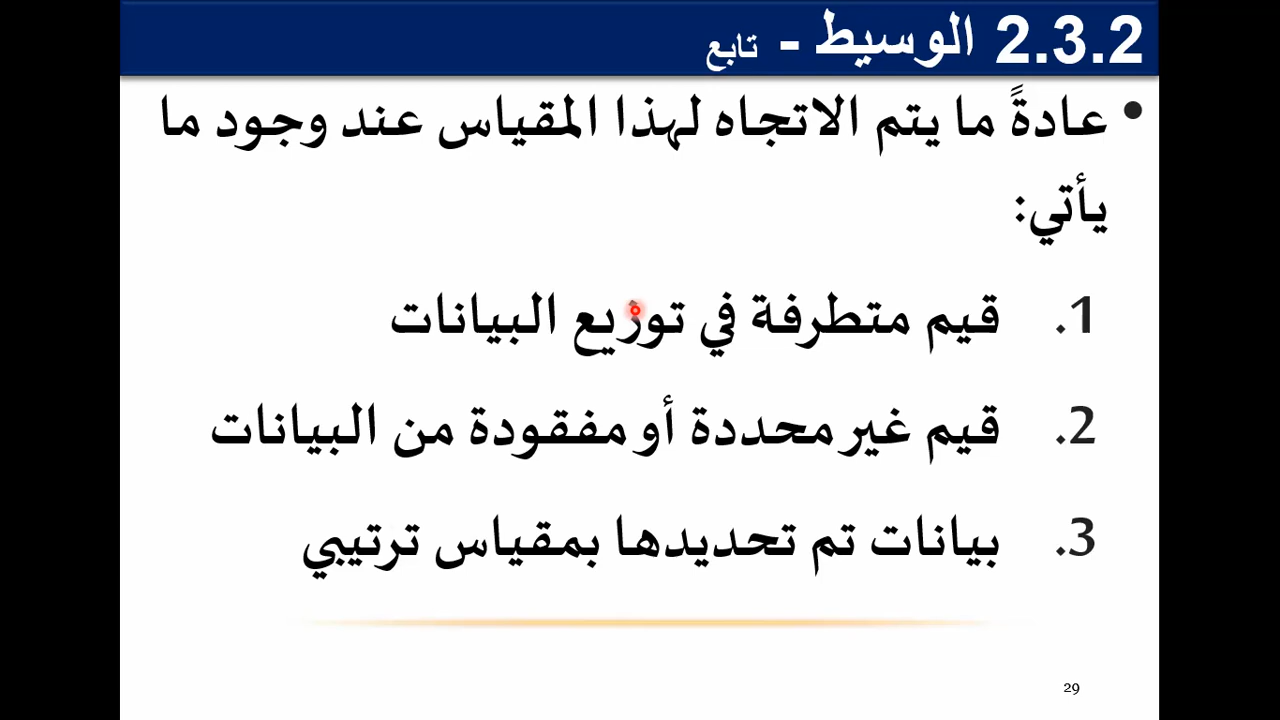 2.3.2 الوسيط - تابع
• عادةً ما يتم الاتجاه لهذا المقياس عند وجود ما
يأتي:
1. قيم متطرفة في توزيع البيانات
2. قيم غير محددة أو مفقودة من البيانات
3. بيانات تم تحديدها بمقياس ترتيبي
29